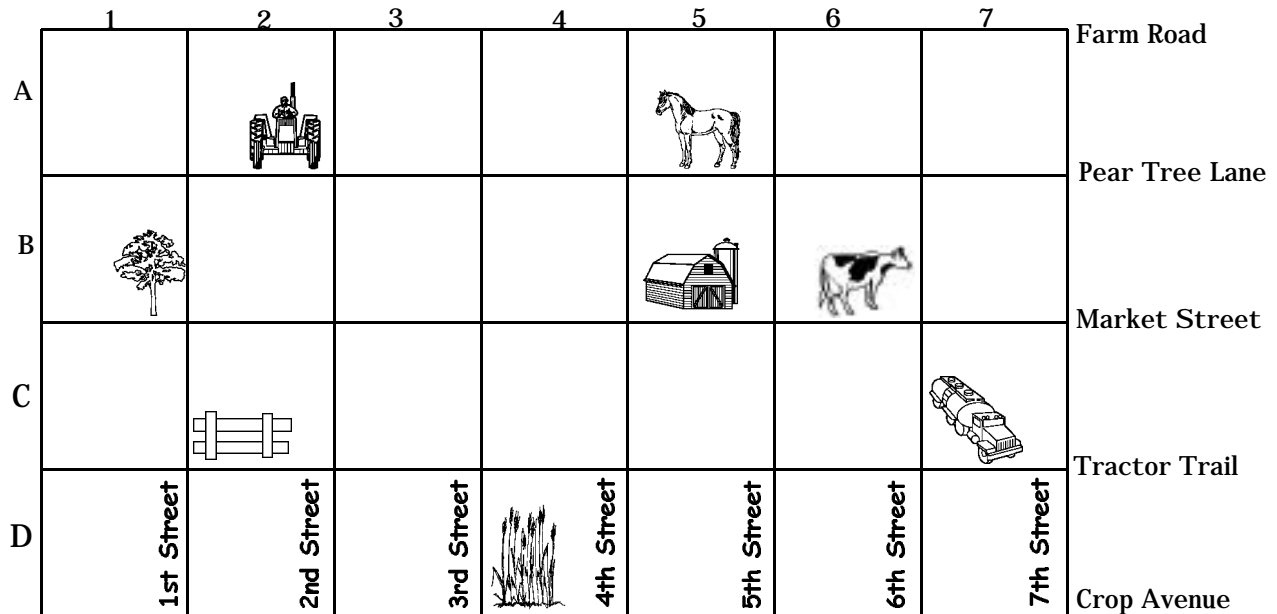 1 2 3 4 5 6 7
Farm Road
A
Pear Tree Lane
B
Market Street
C
Tractor Trail
D
1st Street
2nd Street
3rd Street
4th Street
5th Street
6th Street
7th Street
Crop Avenue